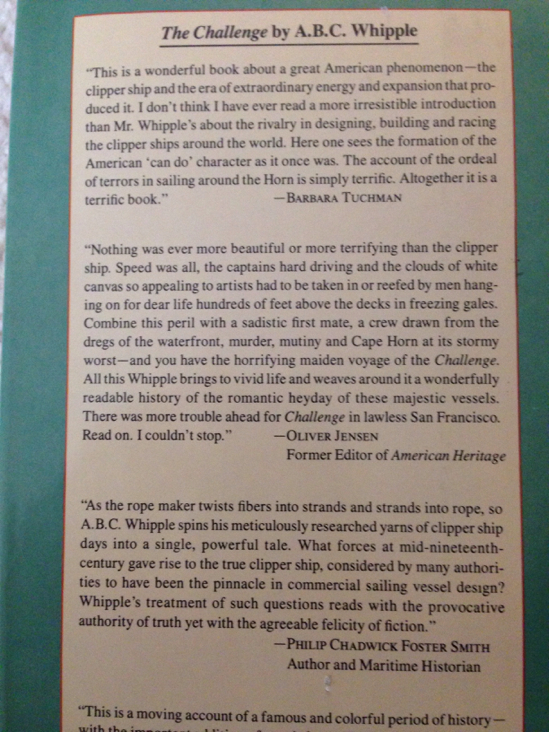 The Challenge by A.B.C. Whipple
“This is a wonderful book about a great American phenomenon—the
clipper ship and the era of extraordinary energy and expansion that pro-
duced it. I don’t think I have ever read a more irresistible introduction
than Mr. Whipple’s about the rivalry in designing, building and racing
the clipper ships around the world. Here one sees the formation of the
American ‘can do’ character as it once was. The account of the ordeal
of terrors in sailing around the Horn is simply terrific. Altogether it is a
terrific book.” —BARBARA TUCHMAN
“Nothing was ever more beautiful or more terrifying than the clipper
ship. Speed was all, the captains hard driving and the clouds of white
canvas so appealing to artists had to be taken in or reefed by men hang-
ing on for dear life hundreds of feet above the decks in freezing gales.
Combine this peril with a sadistic first mate, a crew drawn from the
dregs of the waterfront, murder, mutiny and Cape Horn at its stormy
worst—and you have the horrifying maiden voyage of the Challenge.
All this Whipple brings to vivid life and weaves around it a wonderfully
readable history of the romantic heyday of these majestic vessels.
There was more trouble ahead for Challenge in lawless San Francisco.
Read on. I couldn’t stop.” —OLIVER JENSEN
Former Editor of American Heritage
“As the rope maker twists fibers into strands and strands into rope, so
A.B.C. Whipple spins his meticulously researched yarns of clipper ship
days into a single, powerful tale. What forces at mid-nineteenth-
century gave rise to the true clipper ship, considered by many authori-
ties to have been the pinnacle in commercial sailing vessel design?
Whipple’s treatment of such questions reads with the provocative
authority of truth yet with the agreeable felicity of fiction.”
—PHILIP CHADWICK FOSTER SMITH
Author and Maritime Historian
“This is a moving account of a famous and colorful period of history—
with the important